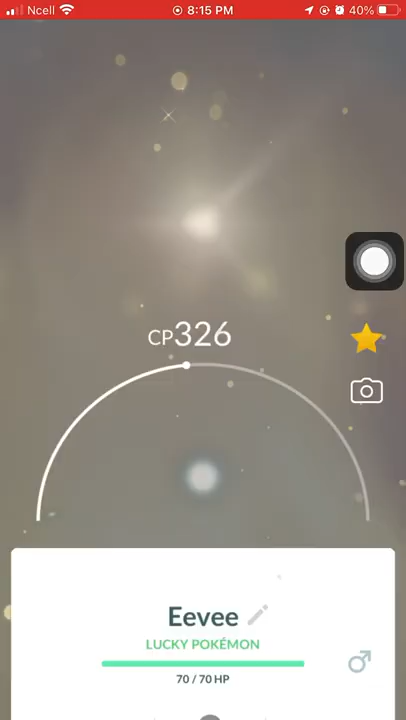 Ncell 8:15 PM 40%
CP326
Eevee
LUCKY POKÉMON
70 / 70 HP